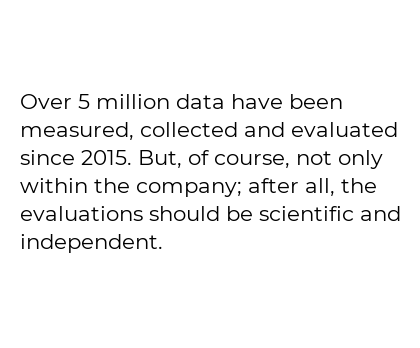 Over 5 million data have been
measured, collected and evaluated
since 2015. But, of course, not only
within the company; after all, the
evaluations should be scientific and
independent.